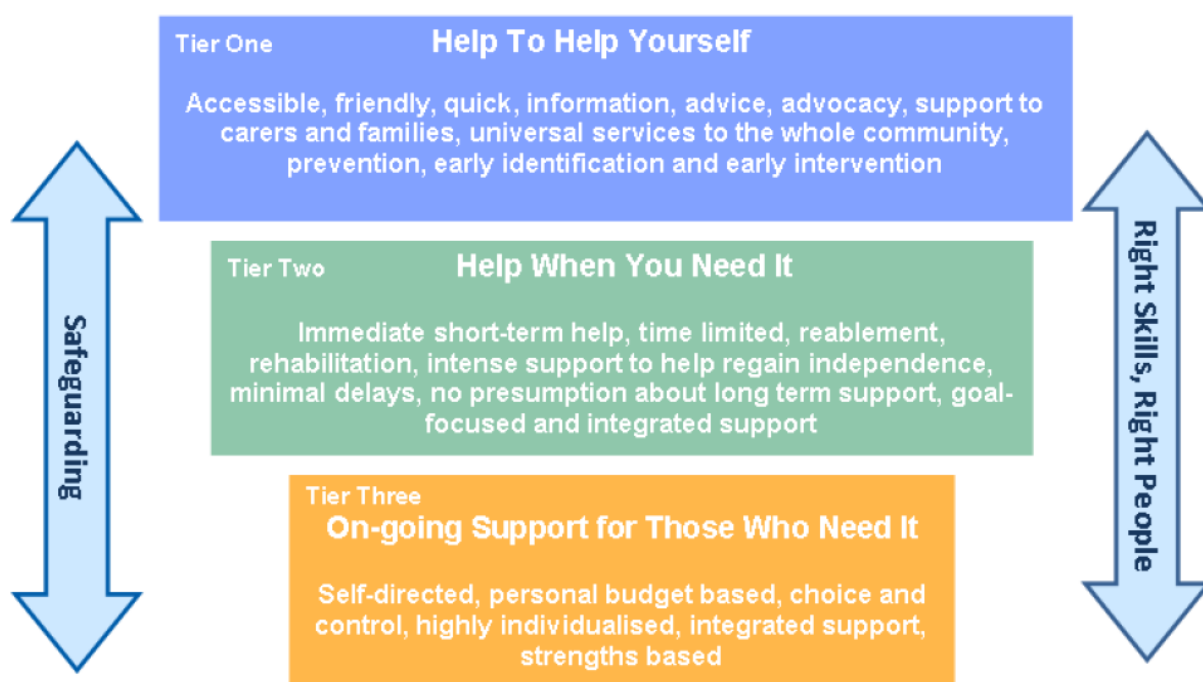 Tier One
Help To Help Yourself
Accessible, friendly, quick, information, advice, advocacy, support to
carers and families, universal services to the whole community,
prevention, early identification and early intervention
Tier Two
Help When You Need It
Immediate short-term help, time limited, reablement,
rehabilitation, intense support to help regain independence,
minimal delays, no presumption about long term support, goal-
focused and integrated support
Tier Three
On-going Support for Those Who Need It
Self-directed, personal budget based, choice and
control, highly individualised, integrated support,
strengths based
Safeguarding
Right Skills, Right People